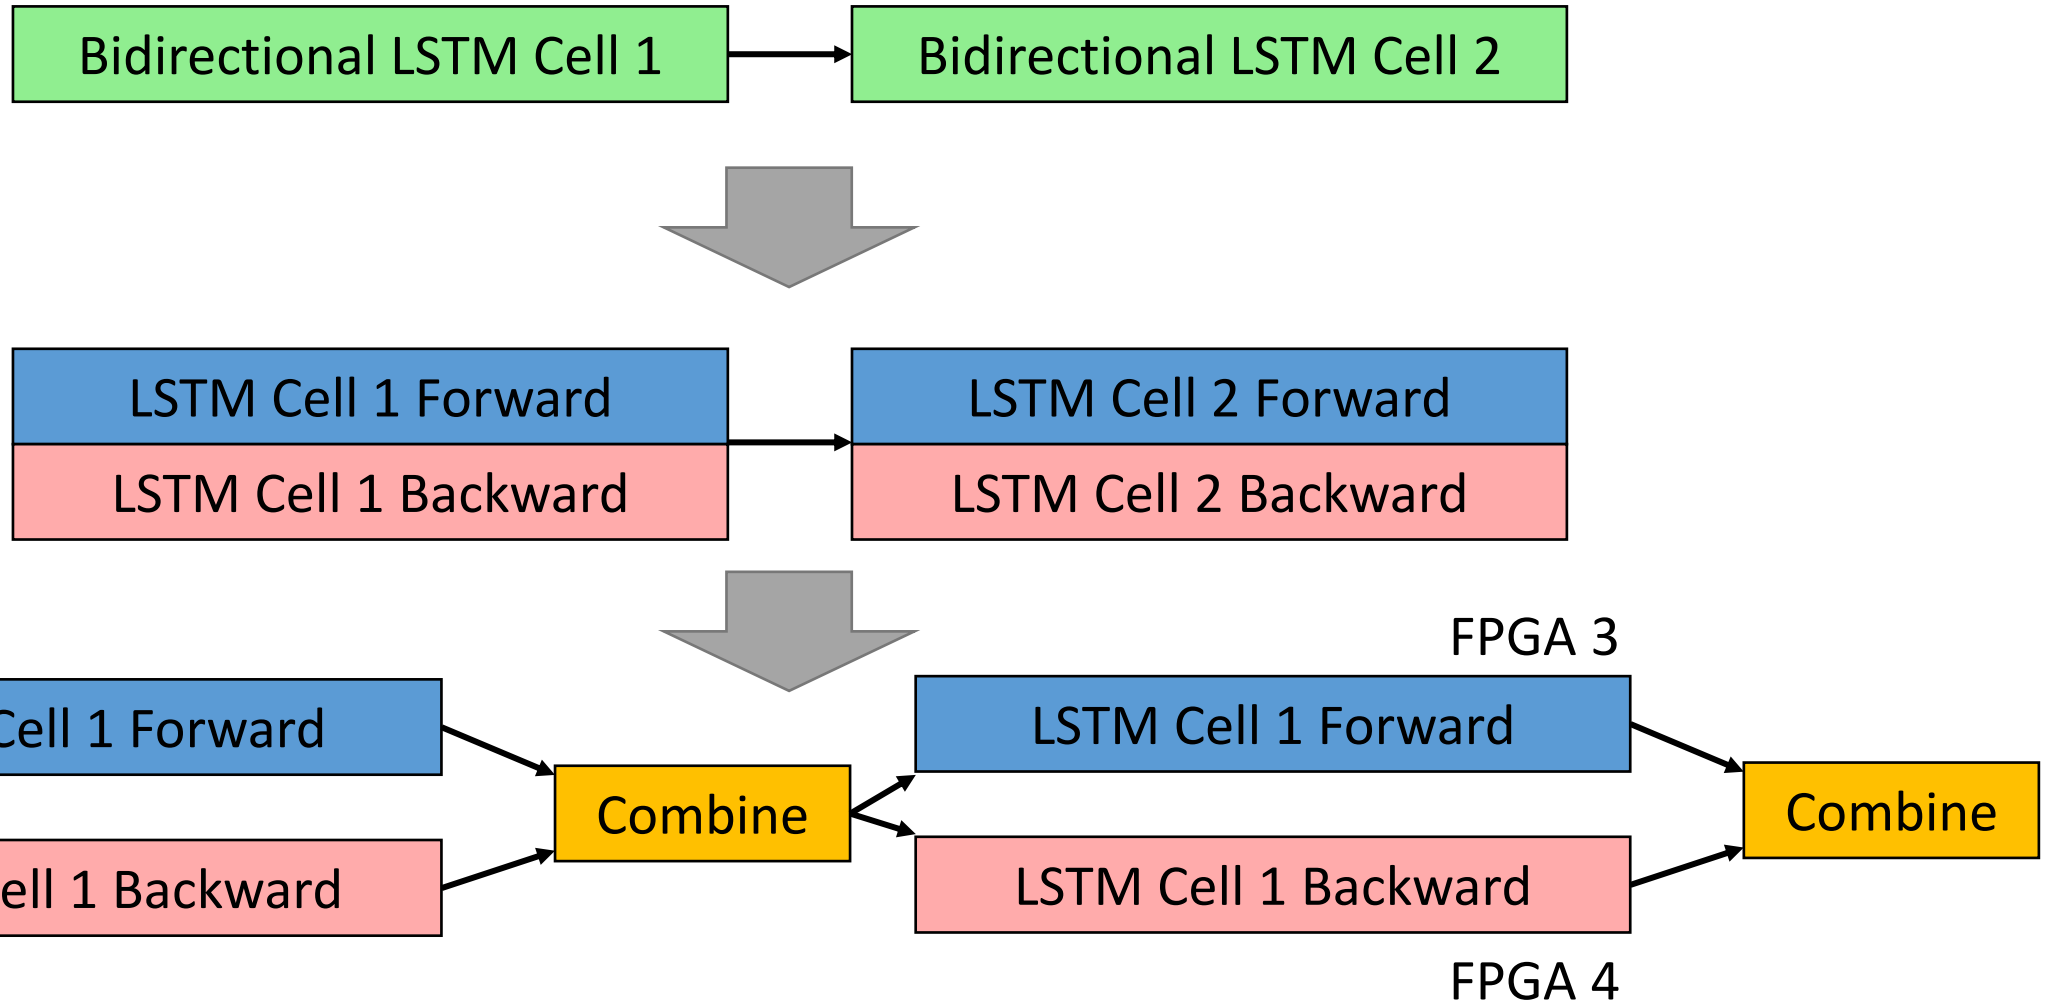 Bidirectional LSTM Cell 1
Bidirectional LSTM Cell 2
LSTM Cell 1 Forward
LSTM Cell 2 Forward
LSTM Cell 1 Backward
LSTM Cell 2 Backward
FPGA 3
Cell 1 Forward
LSTM Cell 1 Forward
Combine
Combine
ell 1 Backward
LSTM Cell 1 Backward
FPGA 4